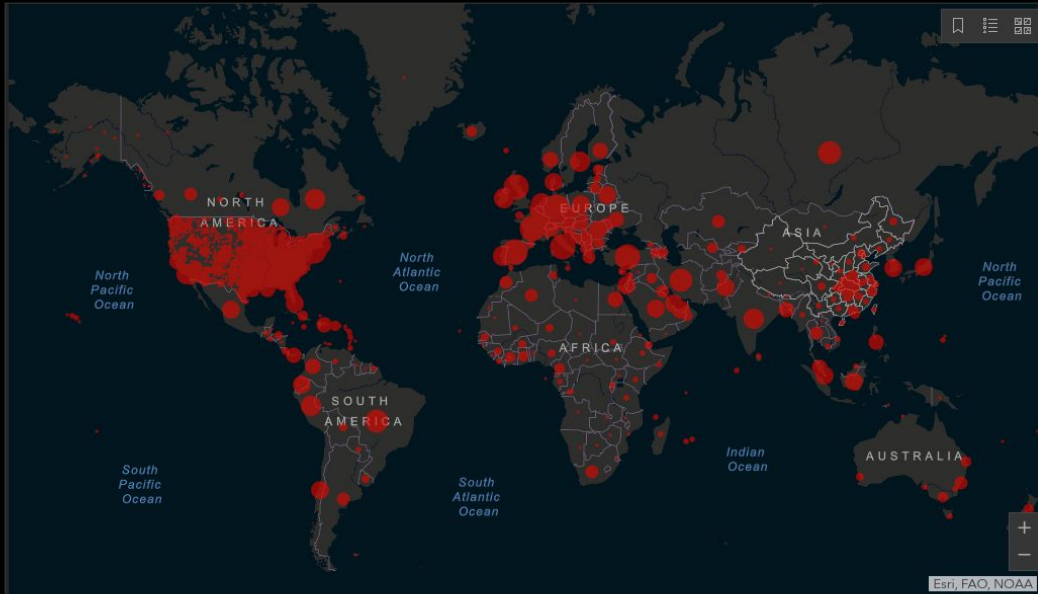 NORTH
AMERICA
EUROPE
ASIA
North
Pacific
Ocean
North
Atlantic
Ocean
North
Pacific
Ocean
AFRICA
SOUTH
AMERICA
South
Pacific
Ocean
South
Atlantic
Ocean
Indian
Ocean
AUSTRALIA
+
−
Esri, FAO, NOAA